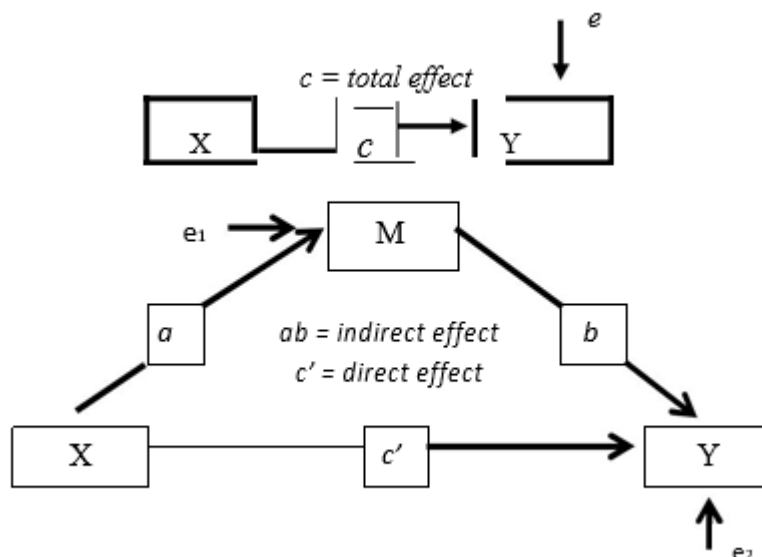 e
c = total effect
X
c
Y
e₁
M
a
ab = indirect effect
b
c' = direct effect
X
c'
Y
e₂